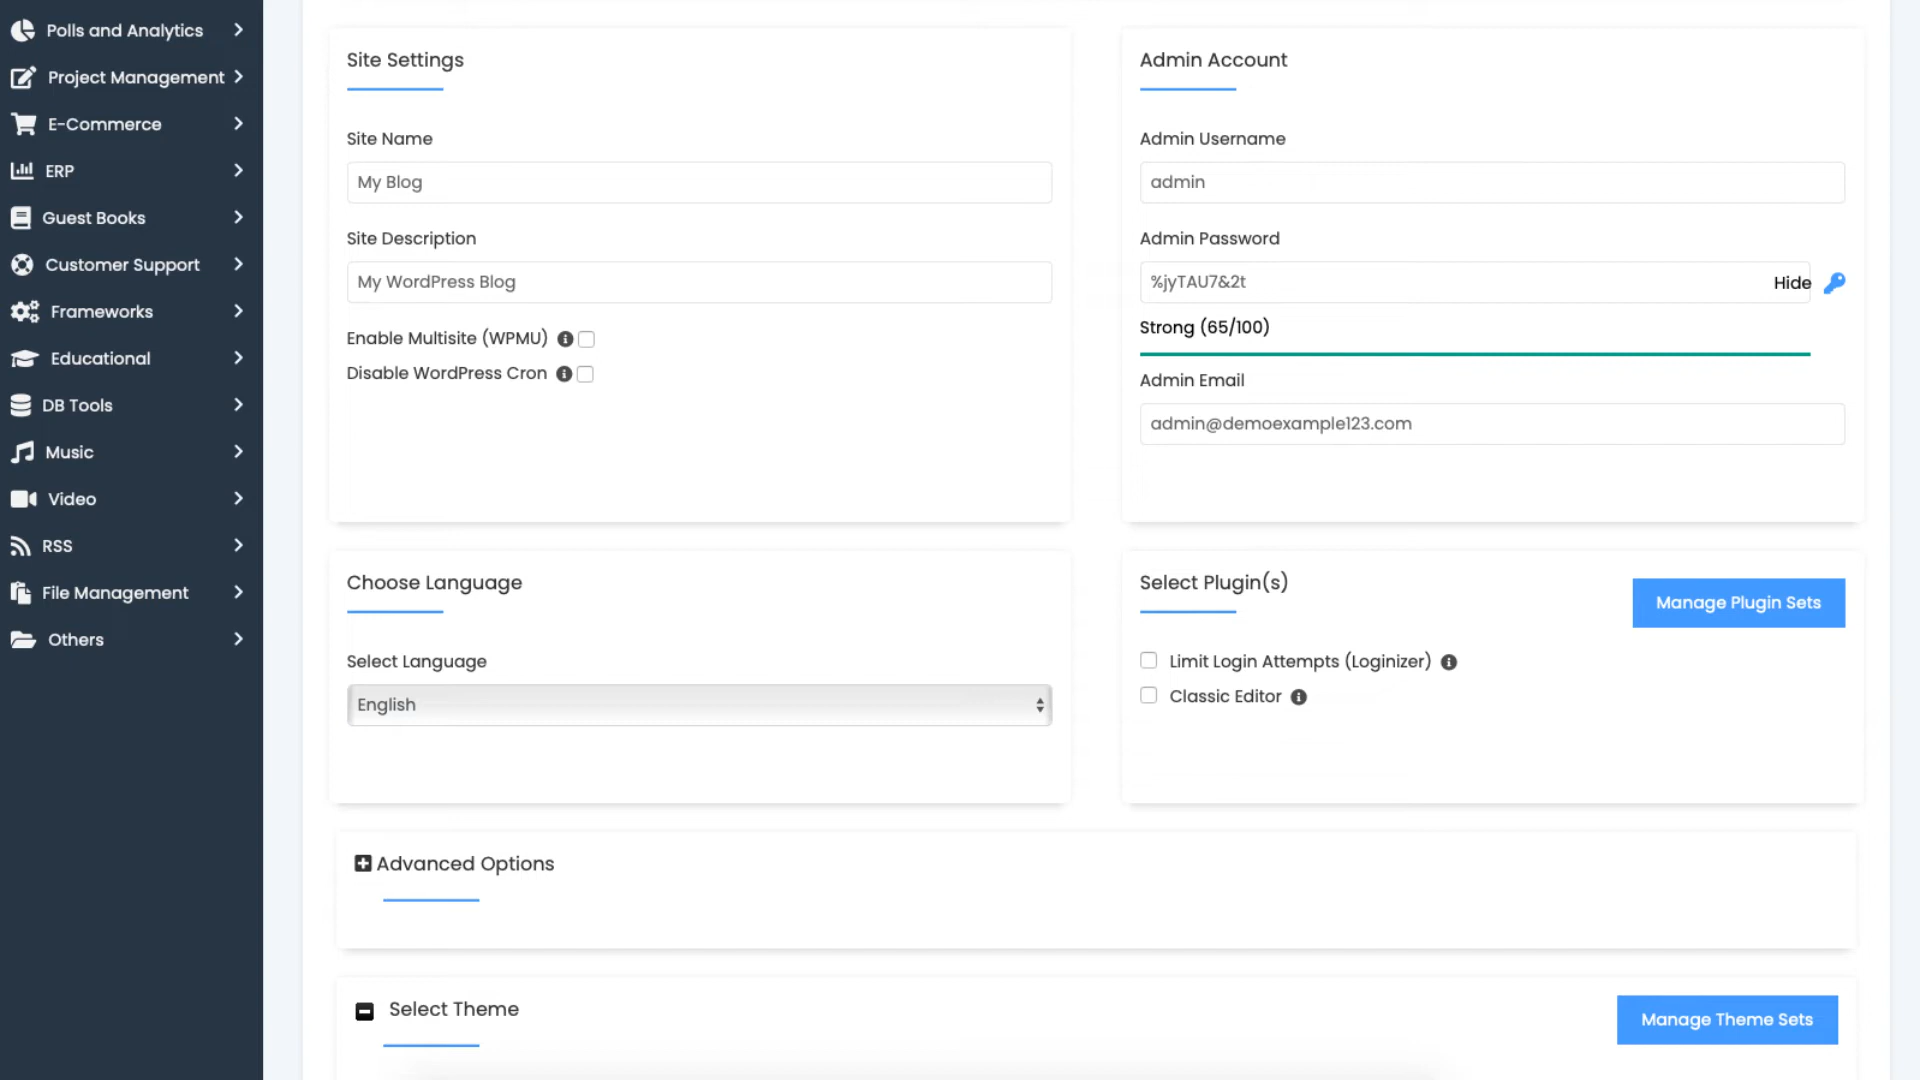 Polls and Analytics
Project Management
E-Commerce
ERP
Guest Books
Customer Support
Frameworks
Educational
DB Tools
Music
Video
RSS
File Management
Others
Site Settings
Site Name
My Blog
Site Description
My WordPress Blog
Enable Multisite (WPMU)
Disable WordPress Cron
Admin Account
Admin Username
admin
Admin Password
%jyTAU7&2t
Hide
Strong (65/100)
Admin Email
admin@demoexample123.com
Choose Language
Select Language
English
Select Plugin(s)
Manage Plugin Sets
Limit Login Attempts (Loginizer)
Classic Editor
Advanced Options
Select Theme
Manage Theme Sets